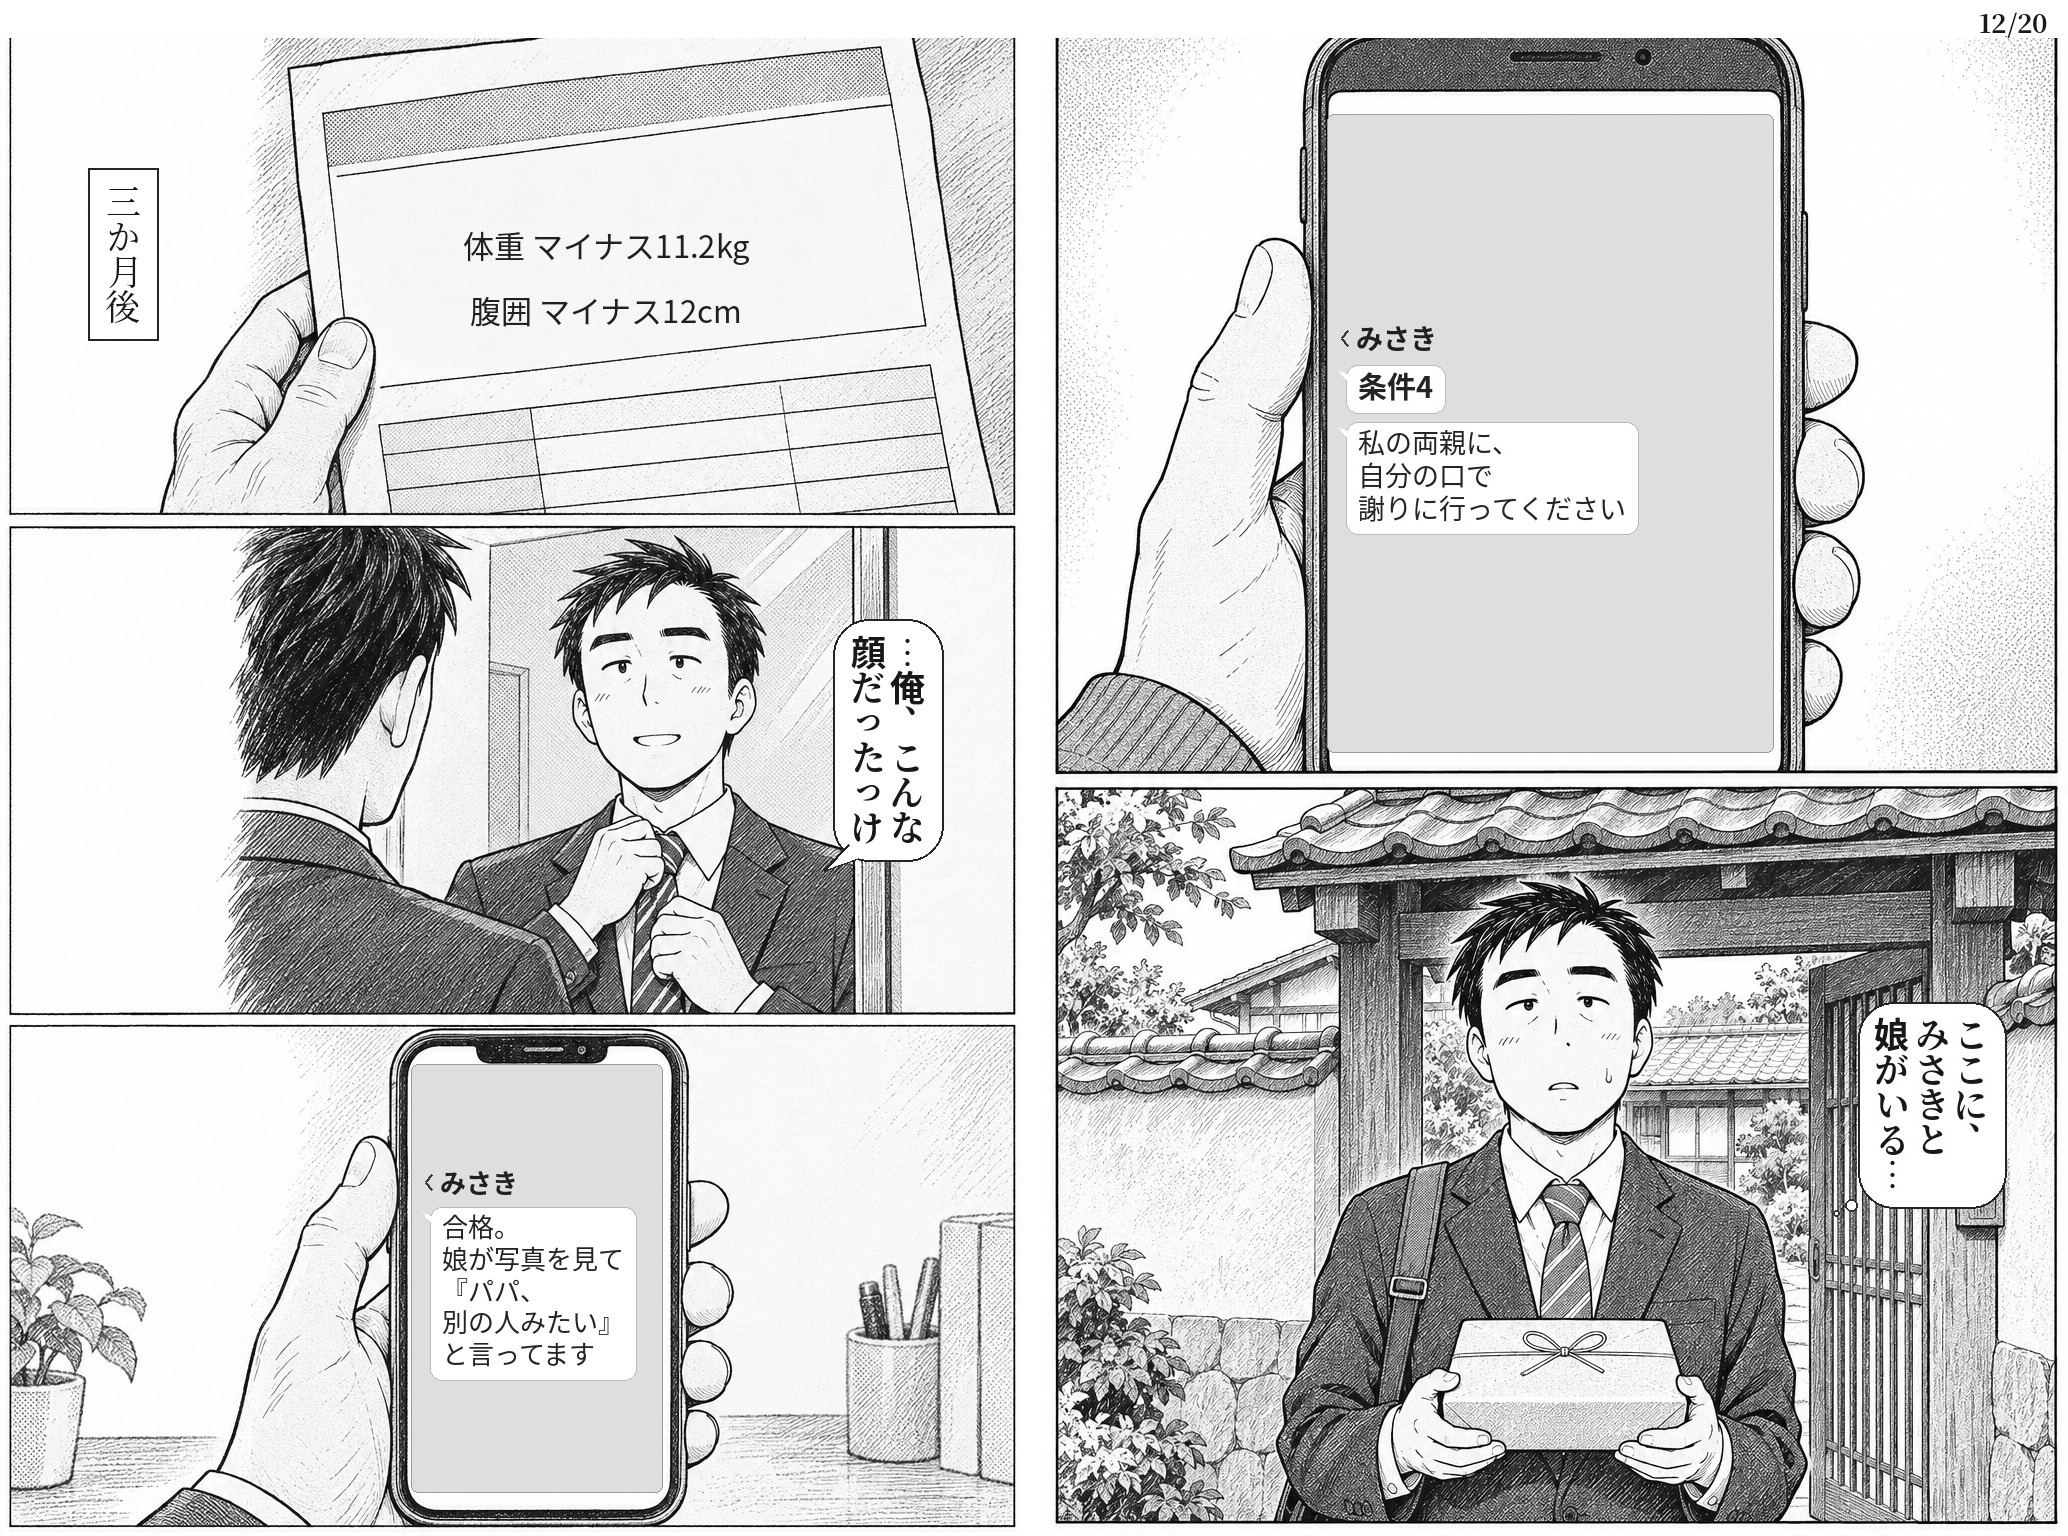 12/20
三か月後
体重 マイナス11.2kg
腹囲 マイナス12cm
…俺、こんな
顔だったっけ
〈 みさき
合格。
娘が写真を見て
『パパ、
別の人みたい』
と言ってます
〈 みさき
条件4
私の両親に、
自分の口で
謝りに行ってください
ここに、
みさきと
娘がいる…